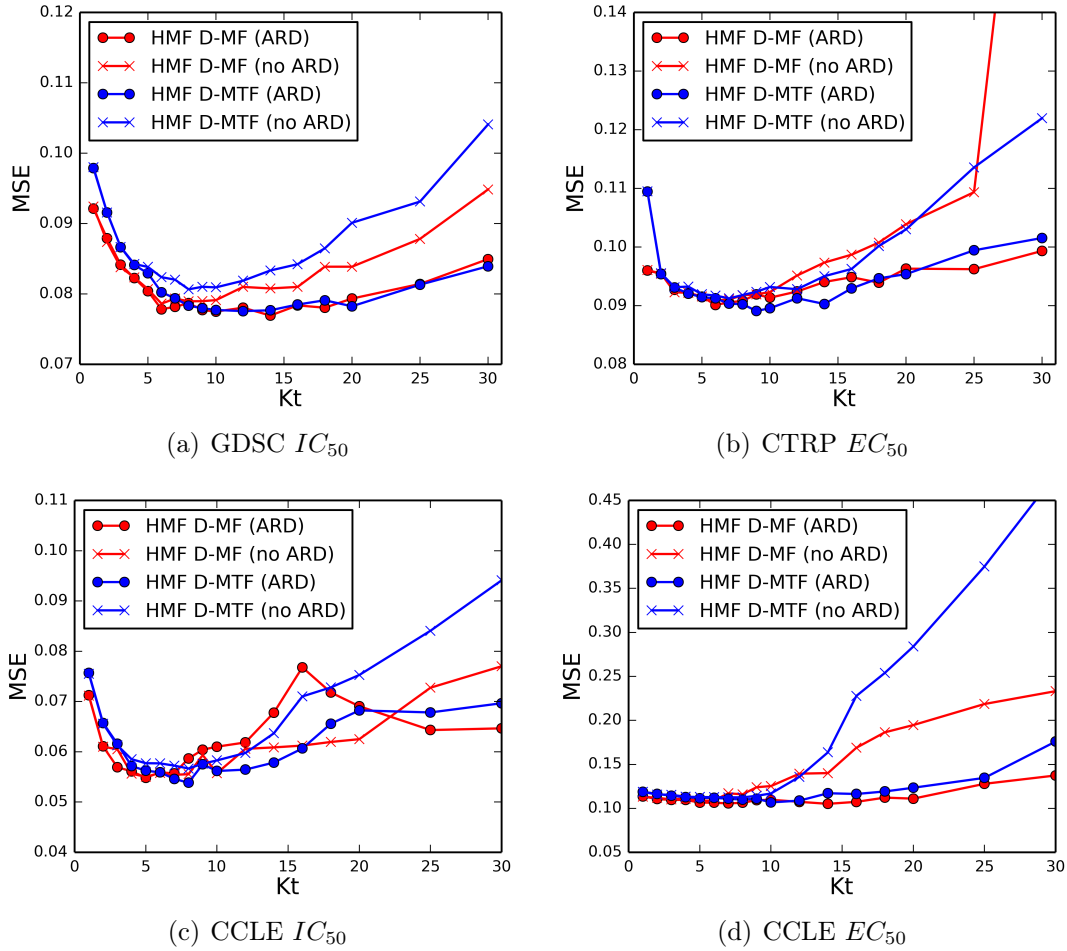 0.12
0.11
0.10
0.09
0.08
0.07
MSE
HMF D-MF (ARD)
HMF D-MF (no ARD)
HMF D-MTF (ARD)
HMF D-MTF (no ARD)
0 5 10 15 20 25 30
Kt
(a) GDSC IC50
0.14
0.13
0.12
0.11
0.10
0.09
0.08
MSE
HMF D-MF (ARD)
HMF D-MF (no ARD)
HMF D-MTF (ARD)
HMF D-MTF (no ARD)
0 5 10 15 20 25 30
Kt
(b) CTRP EC50
0.11
0.10
0.09
0.08
0.07
0.06
0.05
0.04
MSE
HMF D-MF (ARD)
HMF D-MF (no ARD)
HMF D-MTF (ARD)
HMF D-MTF (no ARD)
0 5 10 15 20 25 30
Kt
(c) CCLE IC50
0.45
0.40
0.35
0.30
0.25
0.20
0.15
0.10
0.05
MSE
HMF D-MF (ARD)
HMF D-MF (no ARD)
HMF D-MTF (ARD)
HMF D-MTF (no ARD)
0 5 10 15 20 25 30
Kt
(d) CCLE EC50